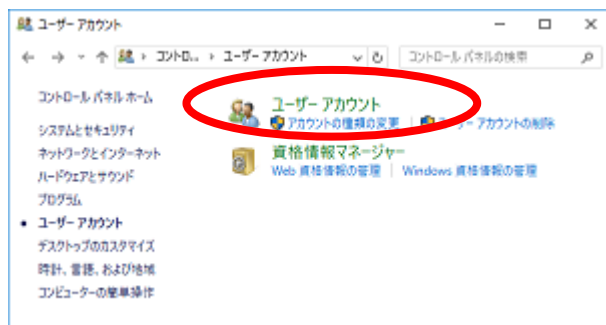 ユーザー アカウント
コントロ... › ユーザー アカウント
コントロール パネルの検索
コントロール パネル ホーム
システムとセキュリティ
ネットワークとインターネット
ハードウェアとサウンド
プログラム
ユーザー アカウント
デスクトップのカスタマイズ
時計、言語、および地域
コンピューターの簡単操作
ユーザー アカウント
アカウントの種類の変更 | ユーザー アカウントの削除
資格情報マネージャー
Web 資格情報の管理 | Windows 資格情報の管理